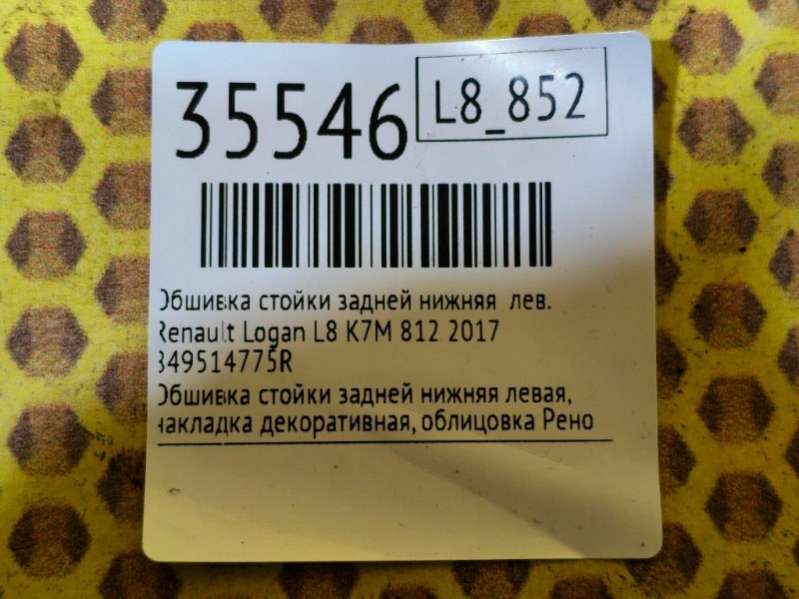 35546
L8_852
Обшивка стойки задней нижняя лев.
Renault Logan L8 K7M 812 2017
849514775R
Обшивка стойки задней нижняя левая,
накладка декоративная, облицовка Рено